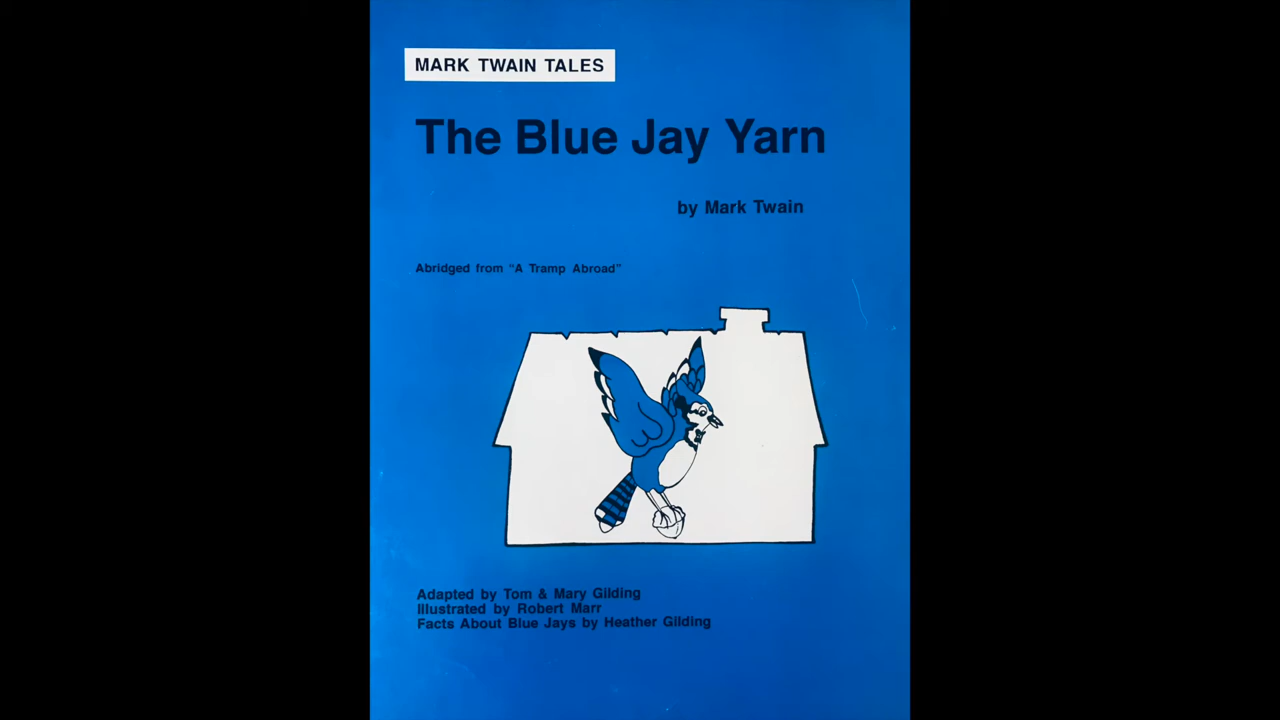 MARK TWAIN TALES
The Blue Jay Yarn
by Mark Twain
Abridged from “A Tramp Abroad”
Adapted by Tom & Mary Gilding
Illustrated by Robert Marr
Facts About Blue Jays by Heather Gilding